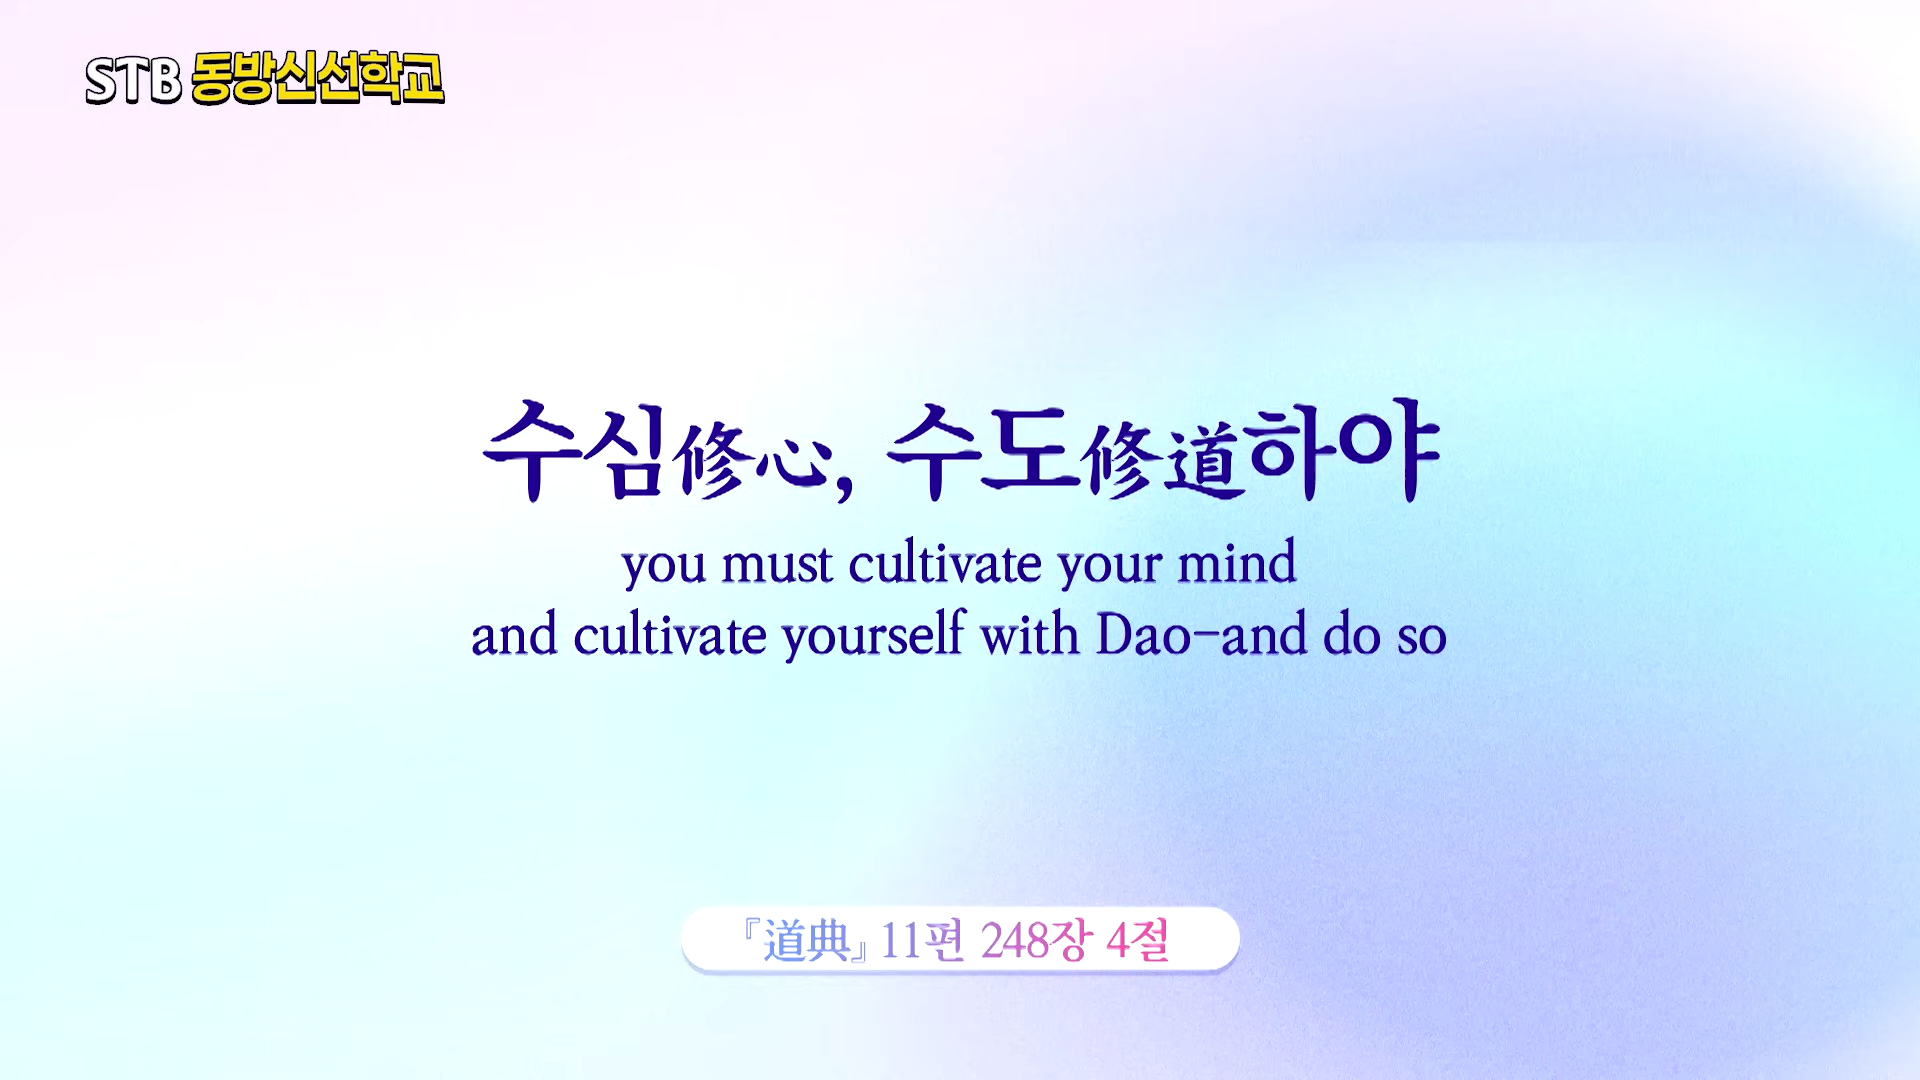 STB 동방신선학교
수심修心, 수도修道하야
you must cultivate your mind
and cultivate yourself with Dao-and do so
『道典』 11편 248장 4절